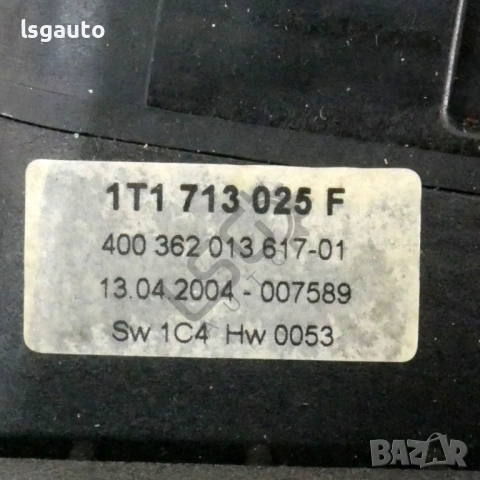 lsgauto
1T1 713 025 F
400 362 013 617-01
13.04.2004 - 007589
Sw 1C4 Hw 0053
BAZAR